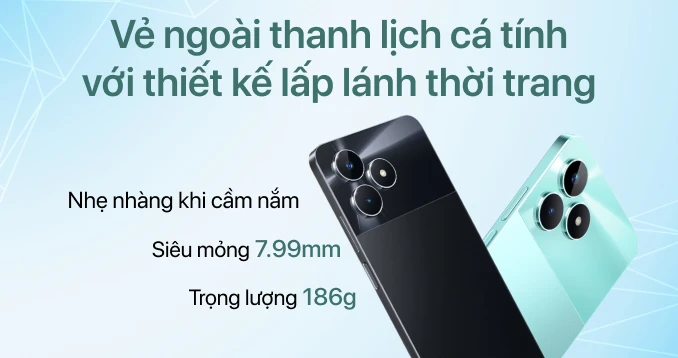 Vẻ ngoài thanh lịch cá tính
với thiết kế lấp lánh thời trang
Nhẹ nhàng khi cầm nắm
Siêu mỏng 7.99mm
Trọng lượng 186g